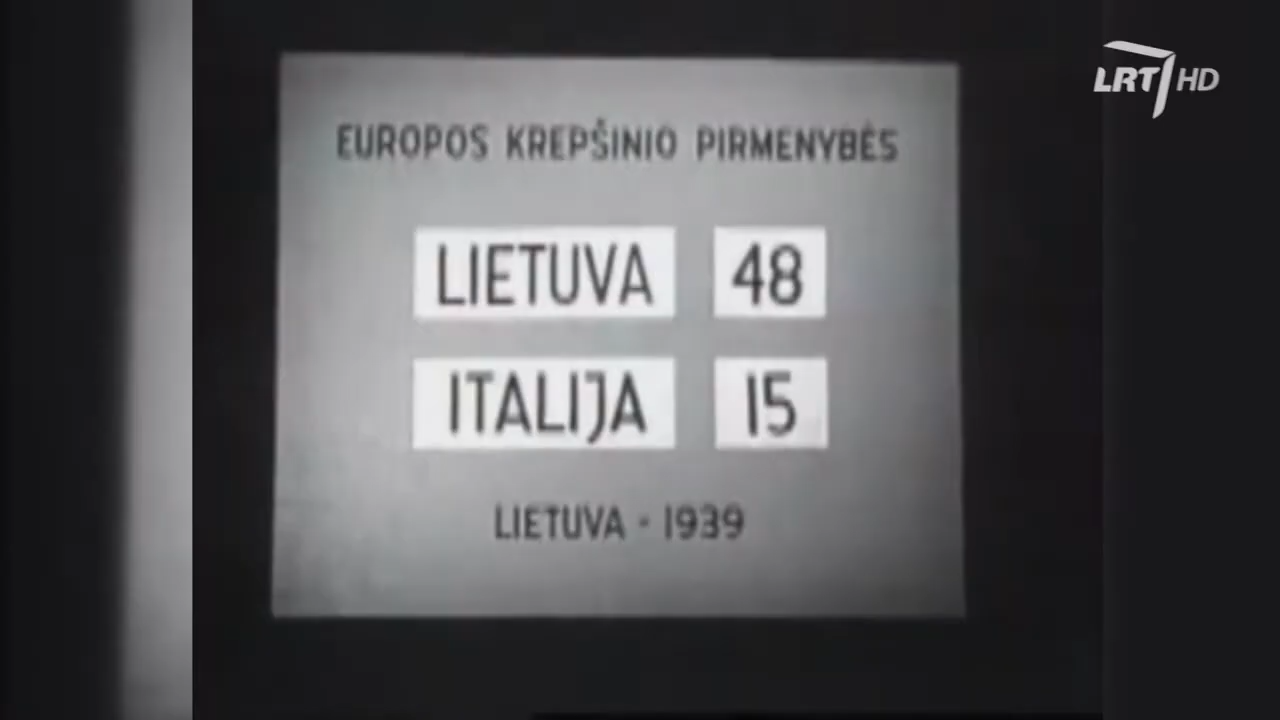 LRT HD
EUROPOS KREPŠINIO PIRMENYBĖS
LIETUVA 48
ITALIJA 15
LIETUVA - 1939